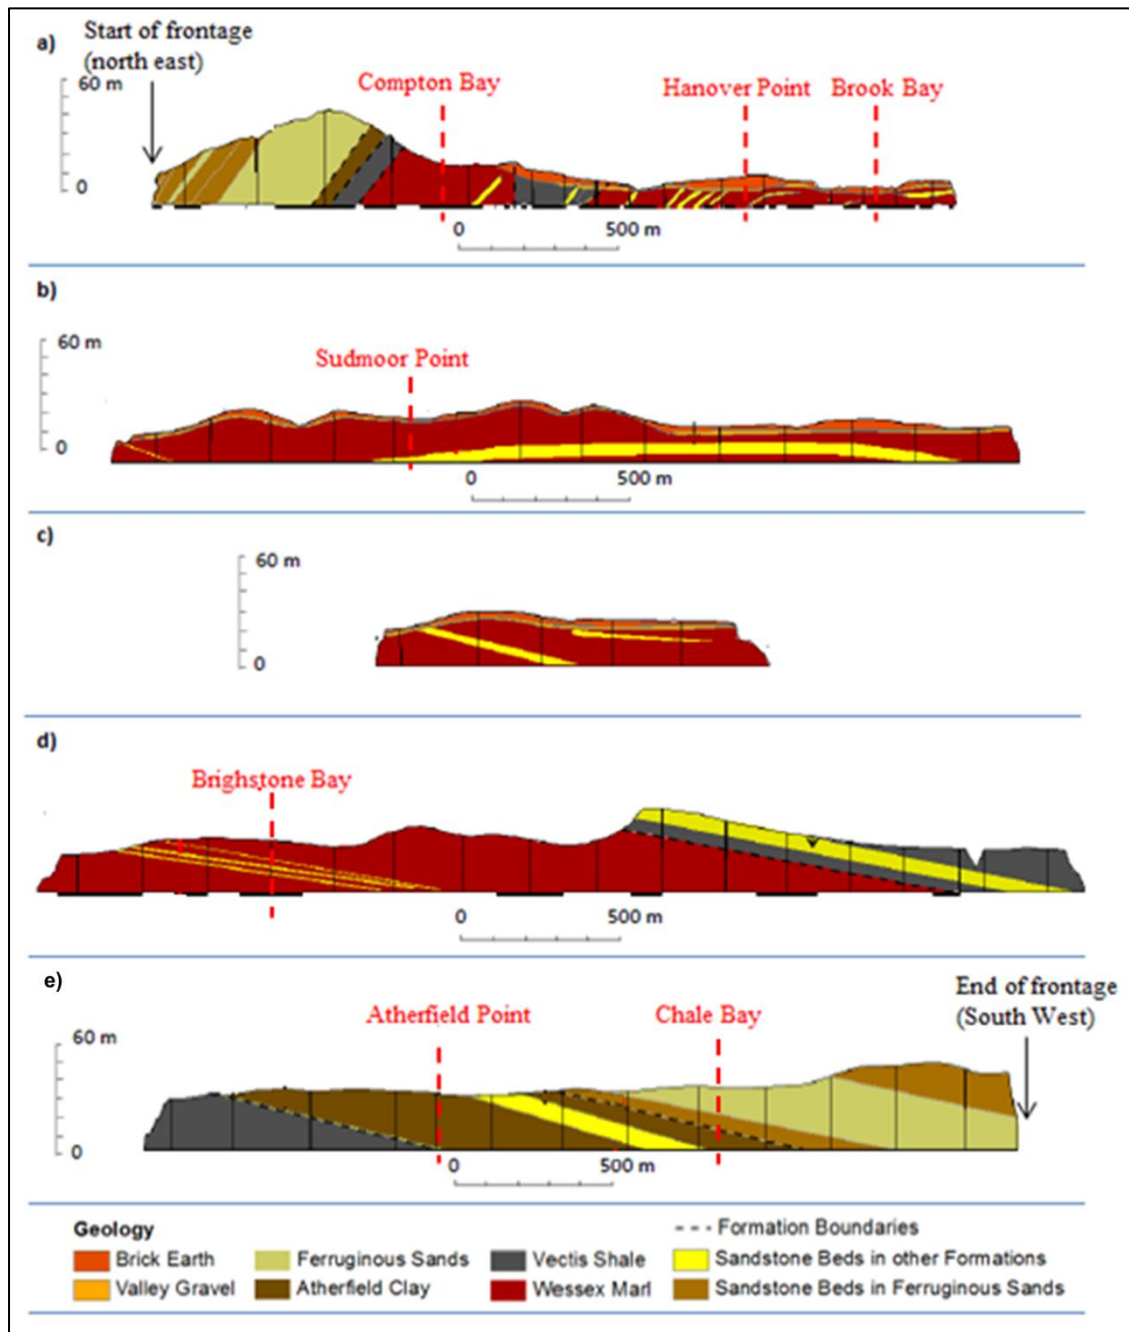 a)
Start of frontage
(north east)
60 m
0
Compton Bay
Hanover Point
Brook Bay
0
500 m
b)
60 m
0
Sudmoor Point
0
500 m
c)
60 m
0
d)
Brighstone Bay
0
500 m
e)
60 m
0
Atherfield Point
Chale Bay
End of frontage
(South West)
0
500 m
Geology
Formation Boundaries
Brick Earth
Ferruginous Sands
Vectis Shale
Sandstone Beds in other Formations
Valley Gravel
Atherfield Clay
Wessex Marl
Sandstone Beds in Ferruginous Sands